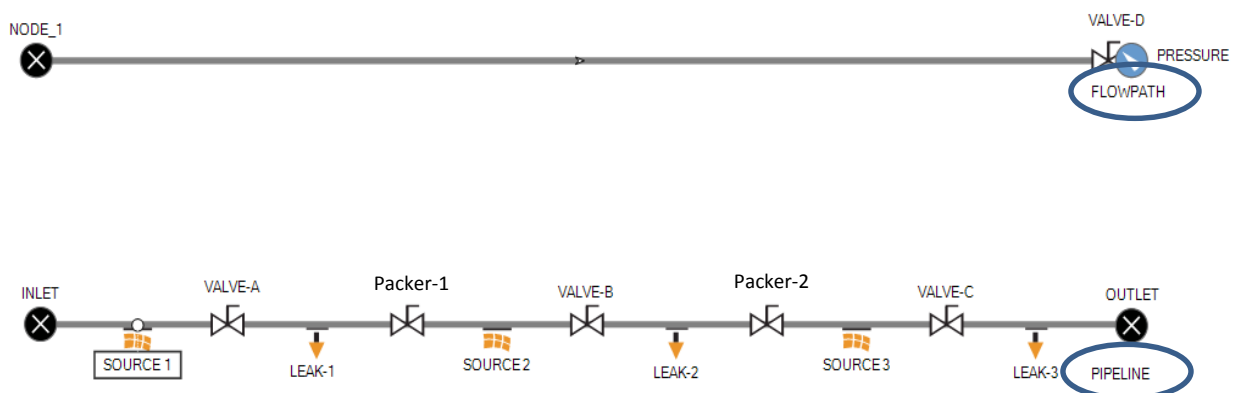 VALVE-D
NODE_1
PRESSURE
FLOWPATH
INLET
VALVE-A
Packer-1
VALVE-B
Packer-2
VALVE-C
OUTLET
SOURCE 1
LEAK-1
SOURCE 2
LEAK-2
SOURCE 3
LEAK-3
PIPELINE